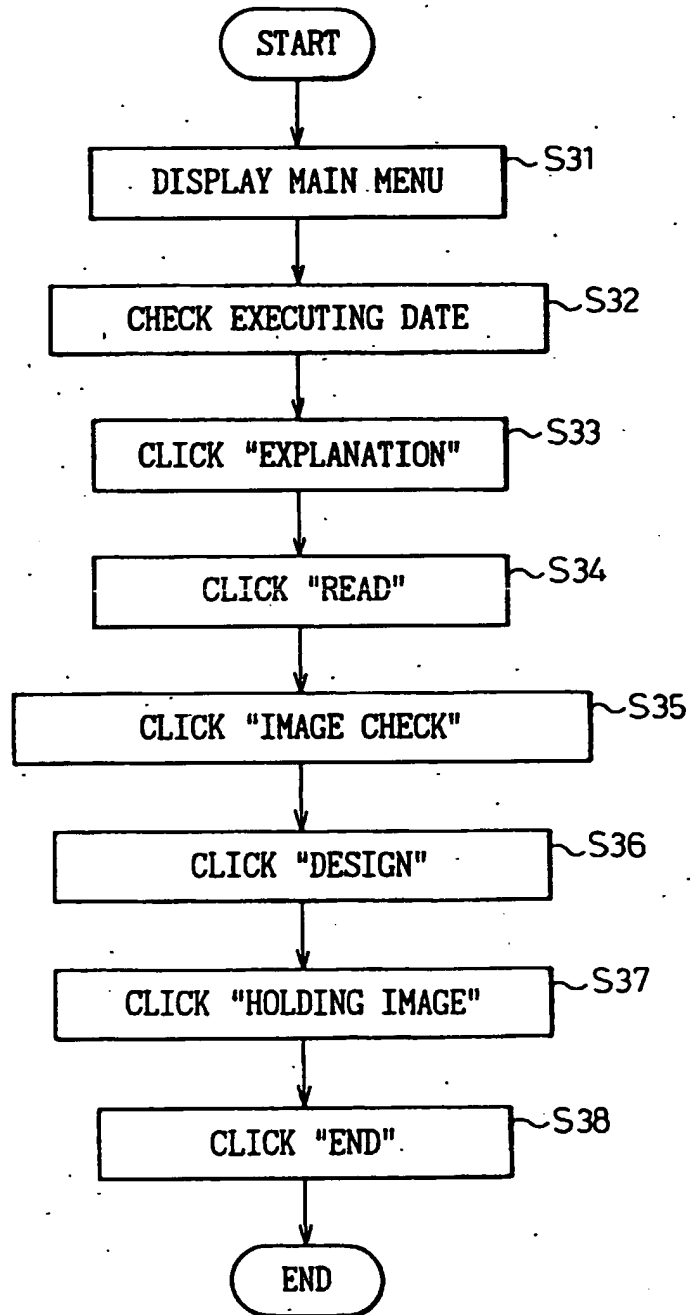 START
DISPLAY MAIN MENU
S31
CHECK EXECUTING DATE
S32
CLICK "EXPLANATION"
S33
CLICK "READ"
S34
CLICK "IMAGE CHECK"
S35
CLICK "DESIGN"
S36
CLICK "HOLDING IMAGE"
S37
CLICK "END"
S38
END